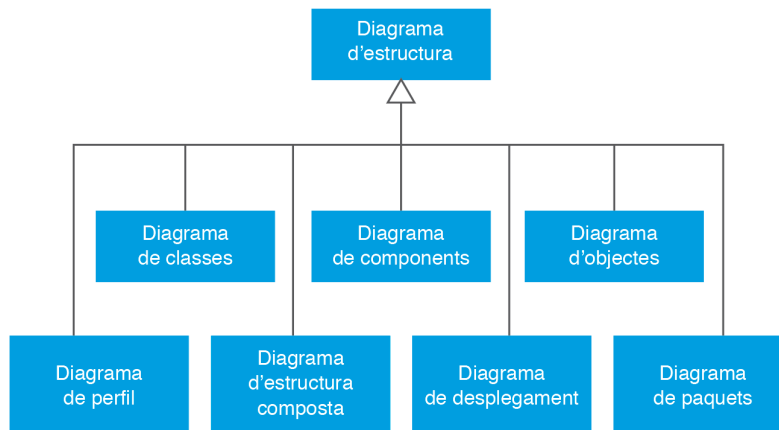 Diagrama
d’estructura
Diagrama
de classes
Diagrama
de components
Diagrama
d’objectes
Diagrama
de perfil
Diagrama
d’estructura
composta
Diagrama
de desplegament
Diagrama
de paquets